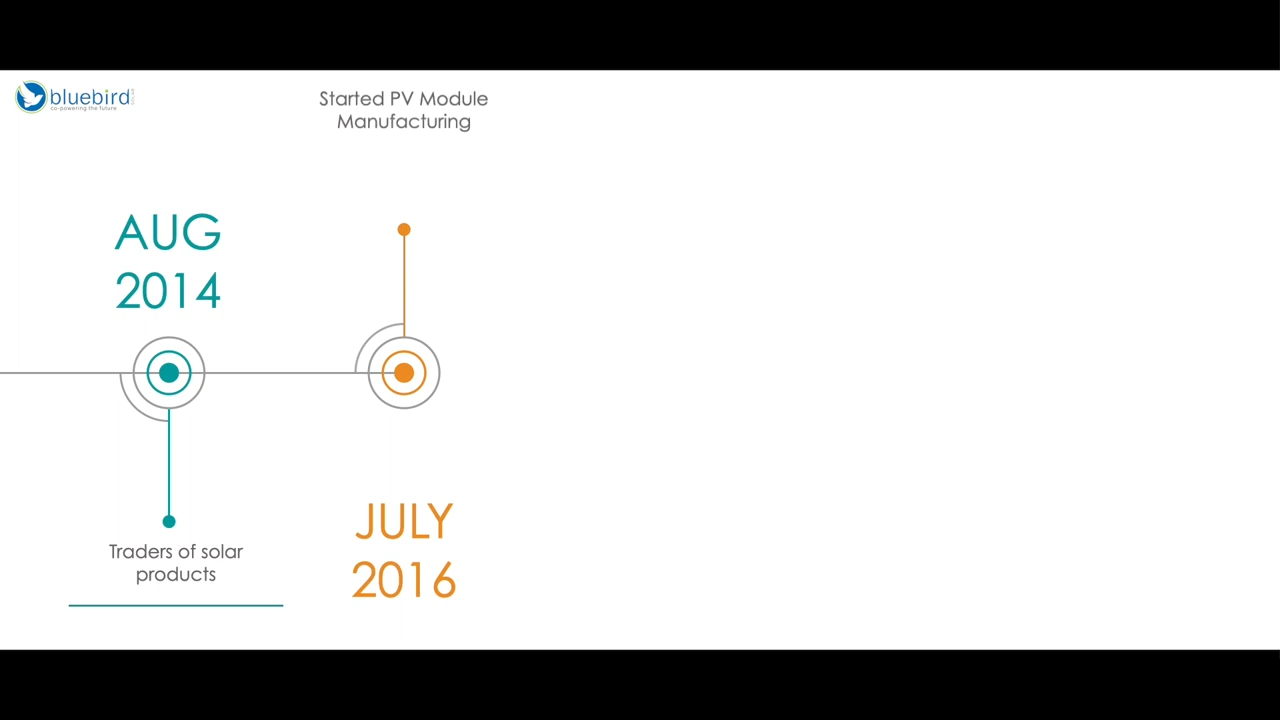 bluebird
co-powering the future
Started PV Module
Manufacturing
AUG
2014
Traders of solar
products
JULY
2016